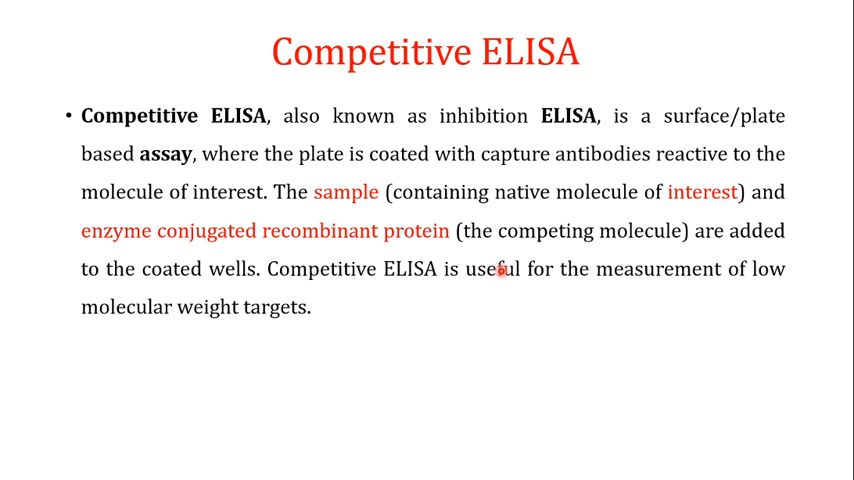 Competitive ELISA
• Competitive ELISA, also known as inhibition ELISA, is a surface/plate
based assay, where the plate is coated with capture antibodies reactive to the
molecule of interest. The sample (containing native molecule of interest) and
enzyme conjugated recombinant protein (the competing molecule) are added
to the coated wells. Competitive ELISA is useful for the measurement of low
molecular weight targets.